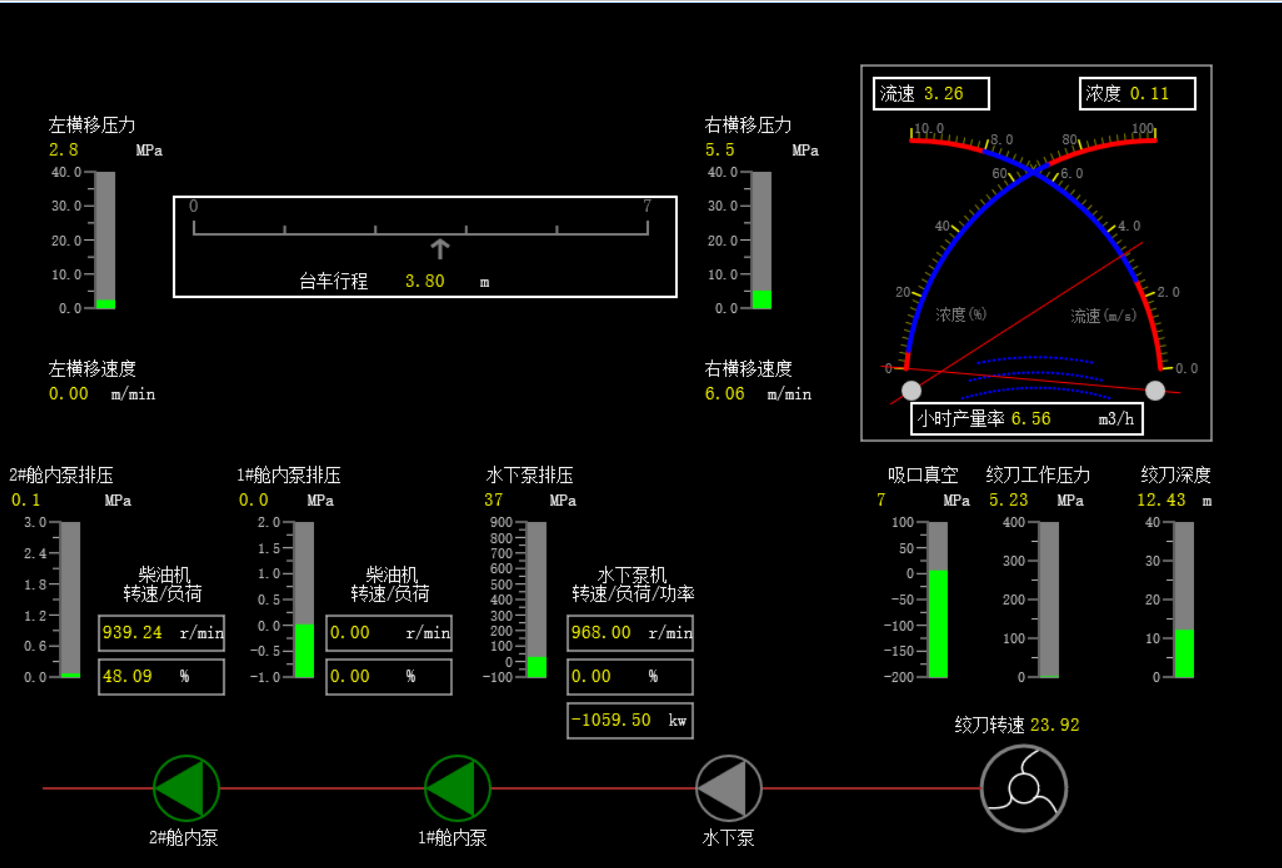 流速 3.26
浓度 0.11
10.0 8.0 6.0 4.0 2.0 0.0
100 80 60 40 20 0
浓度(%)
流速(m/s)
小时产量率 6.56 m3/h
左横移压力
2.8 MPa
40.0
30.0
20.0
10.0
0.0
左横移速度
0.00 m/min
0 7
台车行程 3.80 m
右横移压力
5.5 MPa
40.0
30.0
20.0
10.0
0.0
右横移速度
6.06 m/min
2#舱内泵排压
0.1 MPa
3.0
2.4
1.8
1.2
0.6
0.0
柴油机
转速/负荷
939.24 r/min
48.09 %
1#舱内泵排压
0.0 MPa
2.0
1.5
1.0
0.5
0.0
-0.5
-1.0
柴油机
转速/负荷
0.00 r/min
0.00 %
水下泵排压
37 MPa
900
800
700
600
500
400
300
200
100
0
-100
水下泵机
转速/负荷/功率
968.00 r/min
0.00 %
-1059.50 kw
吸口真空
7 MPa
100
50
0
-50
-100
-150
-200
绞刀工作压力
5.23 MPa
400
300
200
100
0
绞刀深度
12.43 m
40
30
20
10
0
绞刀转速 23.92
2#舱内泵
1#舱内泵
水下泵